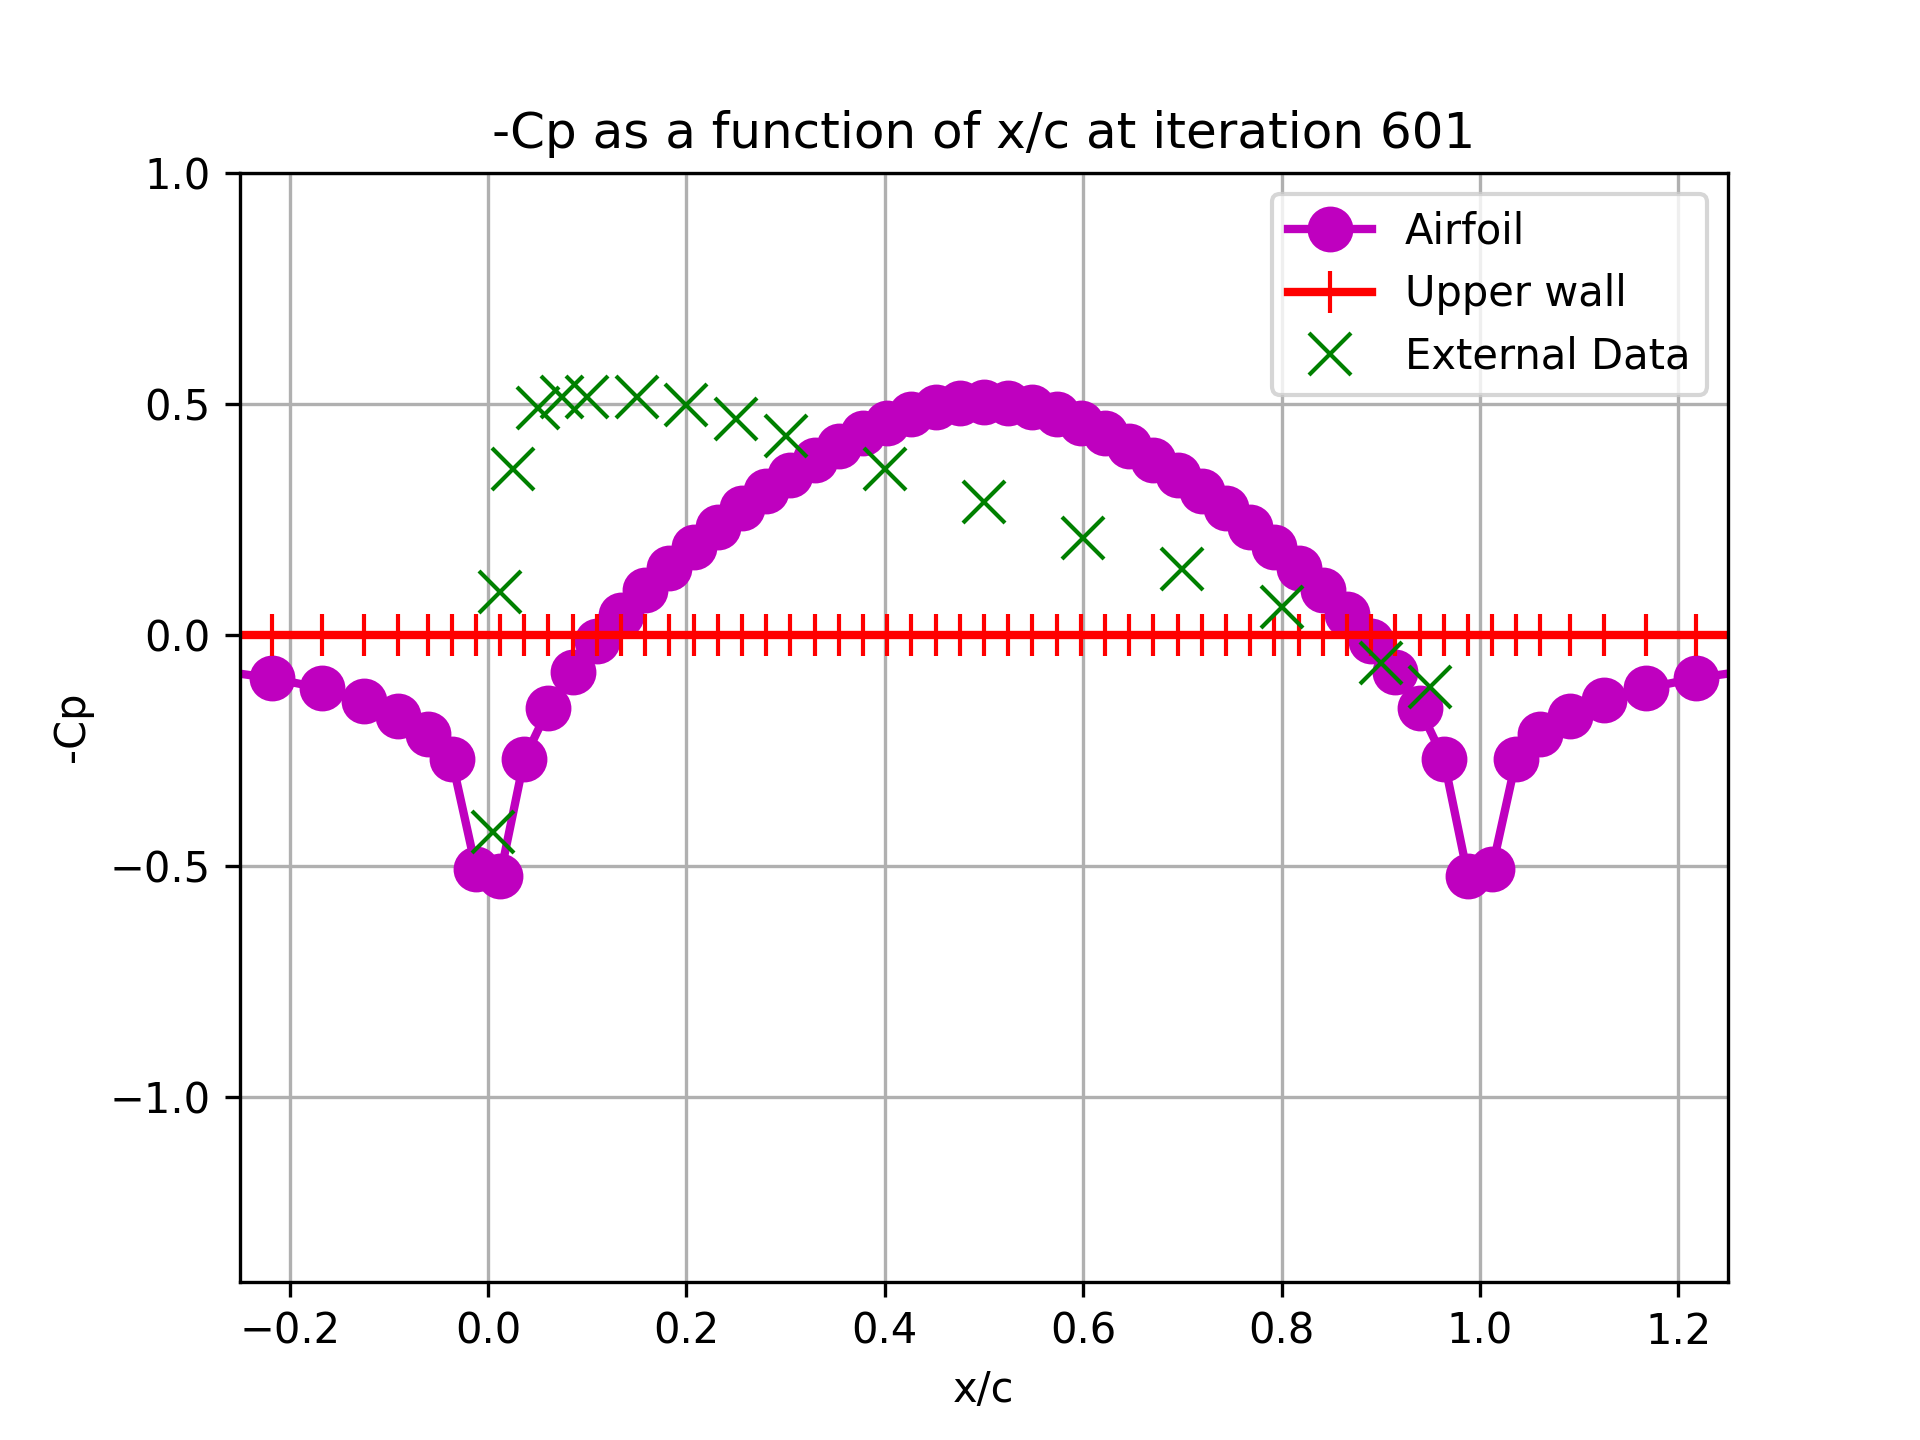 -Cp as a function of x/c at iteration 601
1.0
0.5
0.0
−0.5
−1.0
-Cp
Airfoil
Upper wall
External Data
−0.2 0.0 0.2 0.4 0.6 0.8 1.0 1.2
x/c